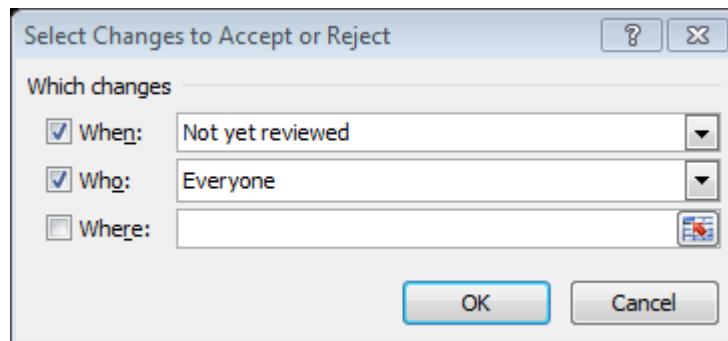 Select Changes to Accept or Reject
Which changes
When: Not yet reviewed
Who: Everyone
Where:
OK Cancel